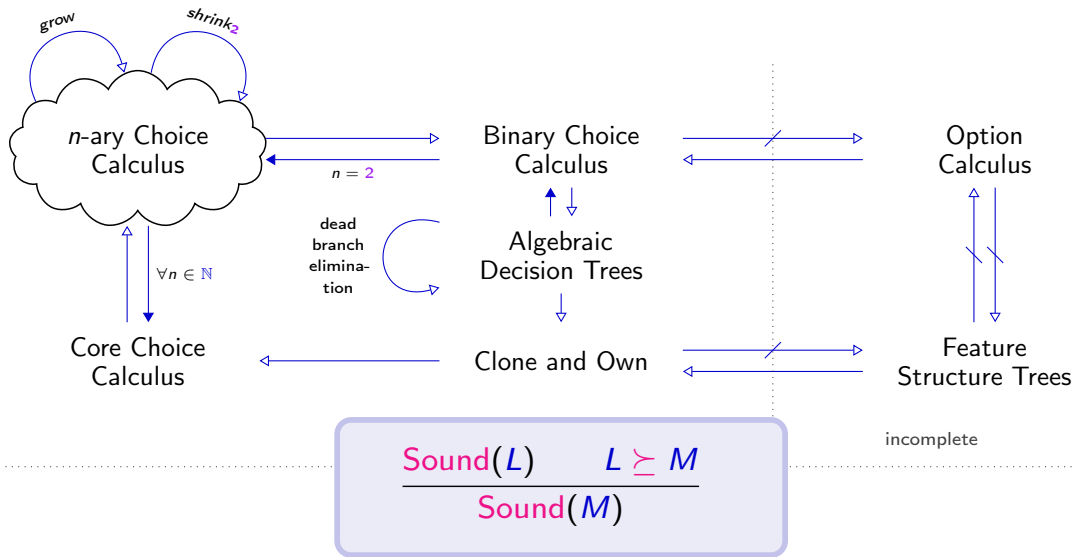 grow
shrink2
n-ary Choice
Calculus
n = 2
Binary Choice
Calculus
Option
Calculus
dead
branch
elimina-
tion
Algebraic
Decision Trees
∀n ∈ ℕ
Core Choice
Calculus
Clone and Own
Feature
Structure Trees
incomplete
Sound(L) L ⪰ M
Sound(M)